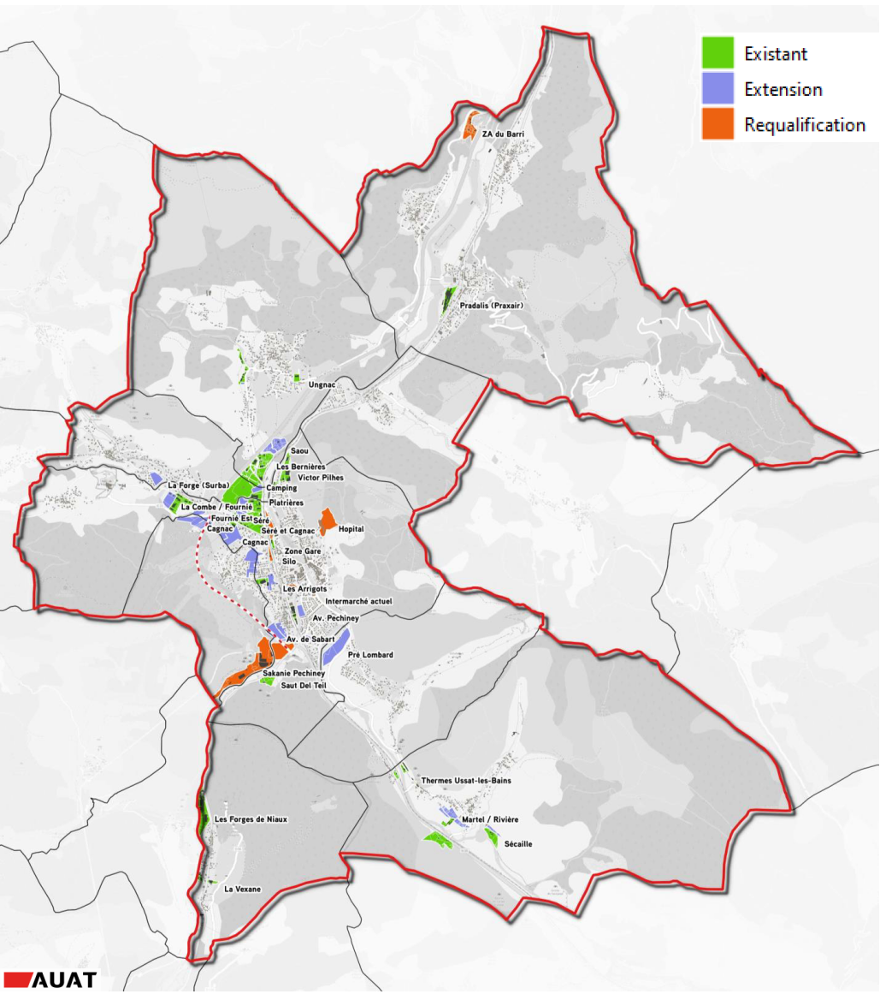 Existant
Extension
Requalification
ZA du Barri
Pradalis (Praxair)
Ungnac
Saou
Les Bernières
Victor Pilhes
La Forge (Surba)
Camping
La Combe / Fournié
Platrières
Fournié Est
Séré
Cagnac
Séré et Cagnac
Hopital
Cagnac
Zone Gare
Silo
Les Arrigots
Intermarché actuel
Av. Pechiney
Av. de Sabart
Pré Lombard
Sakanie Pechiney
Saut Del Teil
Thermes Ussat-les-Bains
Les Forges de Niaux
Martel / Rivière
Sécaille
La Vexane
AUAT